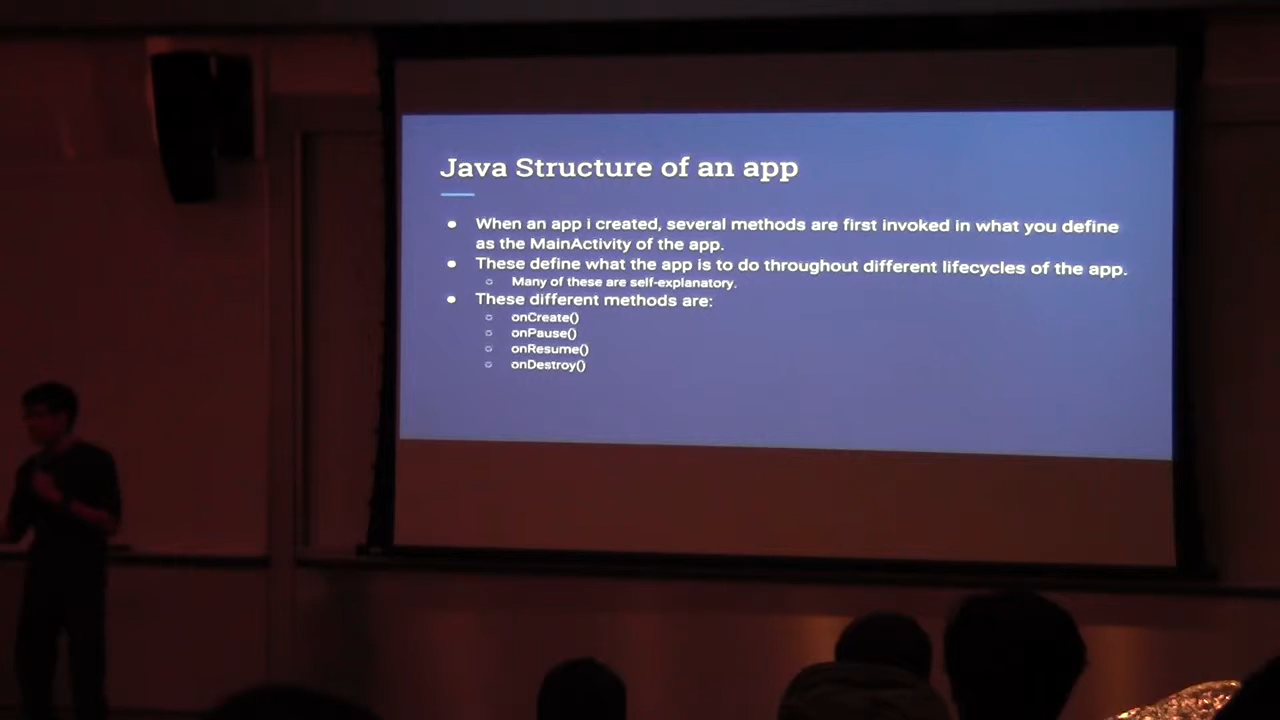 Java Structure of an app
When an app i created, several methods are first invoked in what you define
as the MainActivity of the app.
These define what the app is to do throughout different lifecycles of the app.
Many of these are self-explanatory.
These different methods are:
onCreate()
onPause()
onResume()
onDestroy()